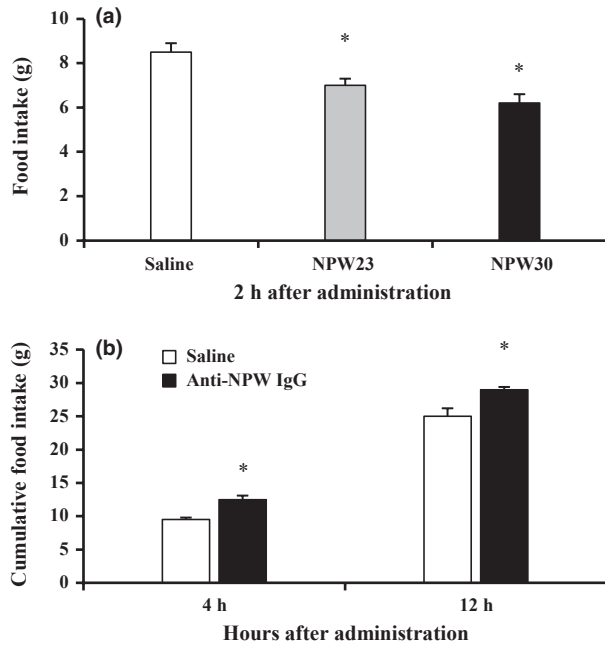 (a)
Food intake (g)
10
8
6
4
2
0
*
*
Saline
NPW23
NPW30
2 h after administration
(b)
Cumulative food intake (g)
35
30
25
20
15
10
5
0
Saline
Anti-NPW IgG
*
*
4 h
12 h
Hours after administration